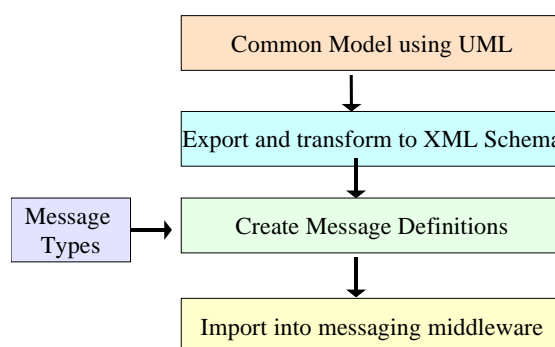 Common Model using UML
Export and transform to XML Schema
Message
Types
Create Message Definitions
Import into messaging middleware